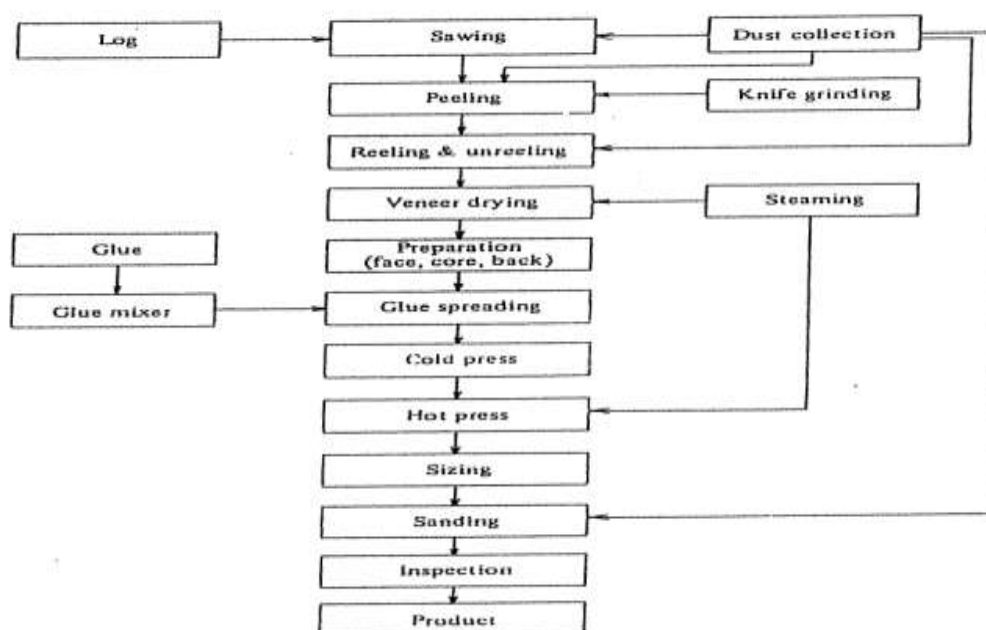 Log
Sawing
Dust collection
Peeling
Knife grinding
Reeling & unreeling
Veneer drying
Steaming
Preparation
(face, core, back)
Glue
Glue mixer
Glue spreading
Cold press
Hot press
Sizing
Sanding
Inspection
Product